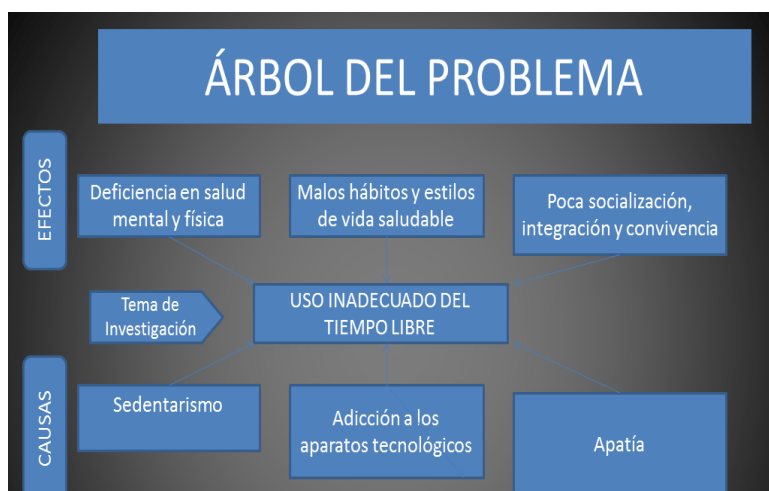 ÁRBOL DEL PROBLEMA
EFECTOS
Deficiencia en salud
mental y física
Malos hábitos y estilos
de vida saludable
Poca socialización,
integración y convivencia
Tema de
Investigación
USO INADECUADO DEL
TIEMPO LIBRE
CAUSAS
Sedentarismo
Adicción a los
aparatos tecnológicos
Apatía